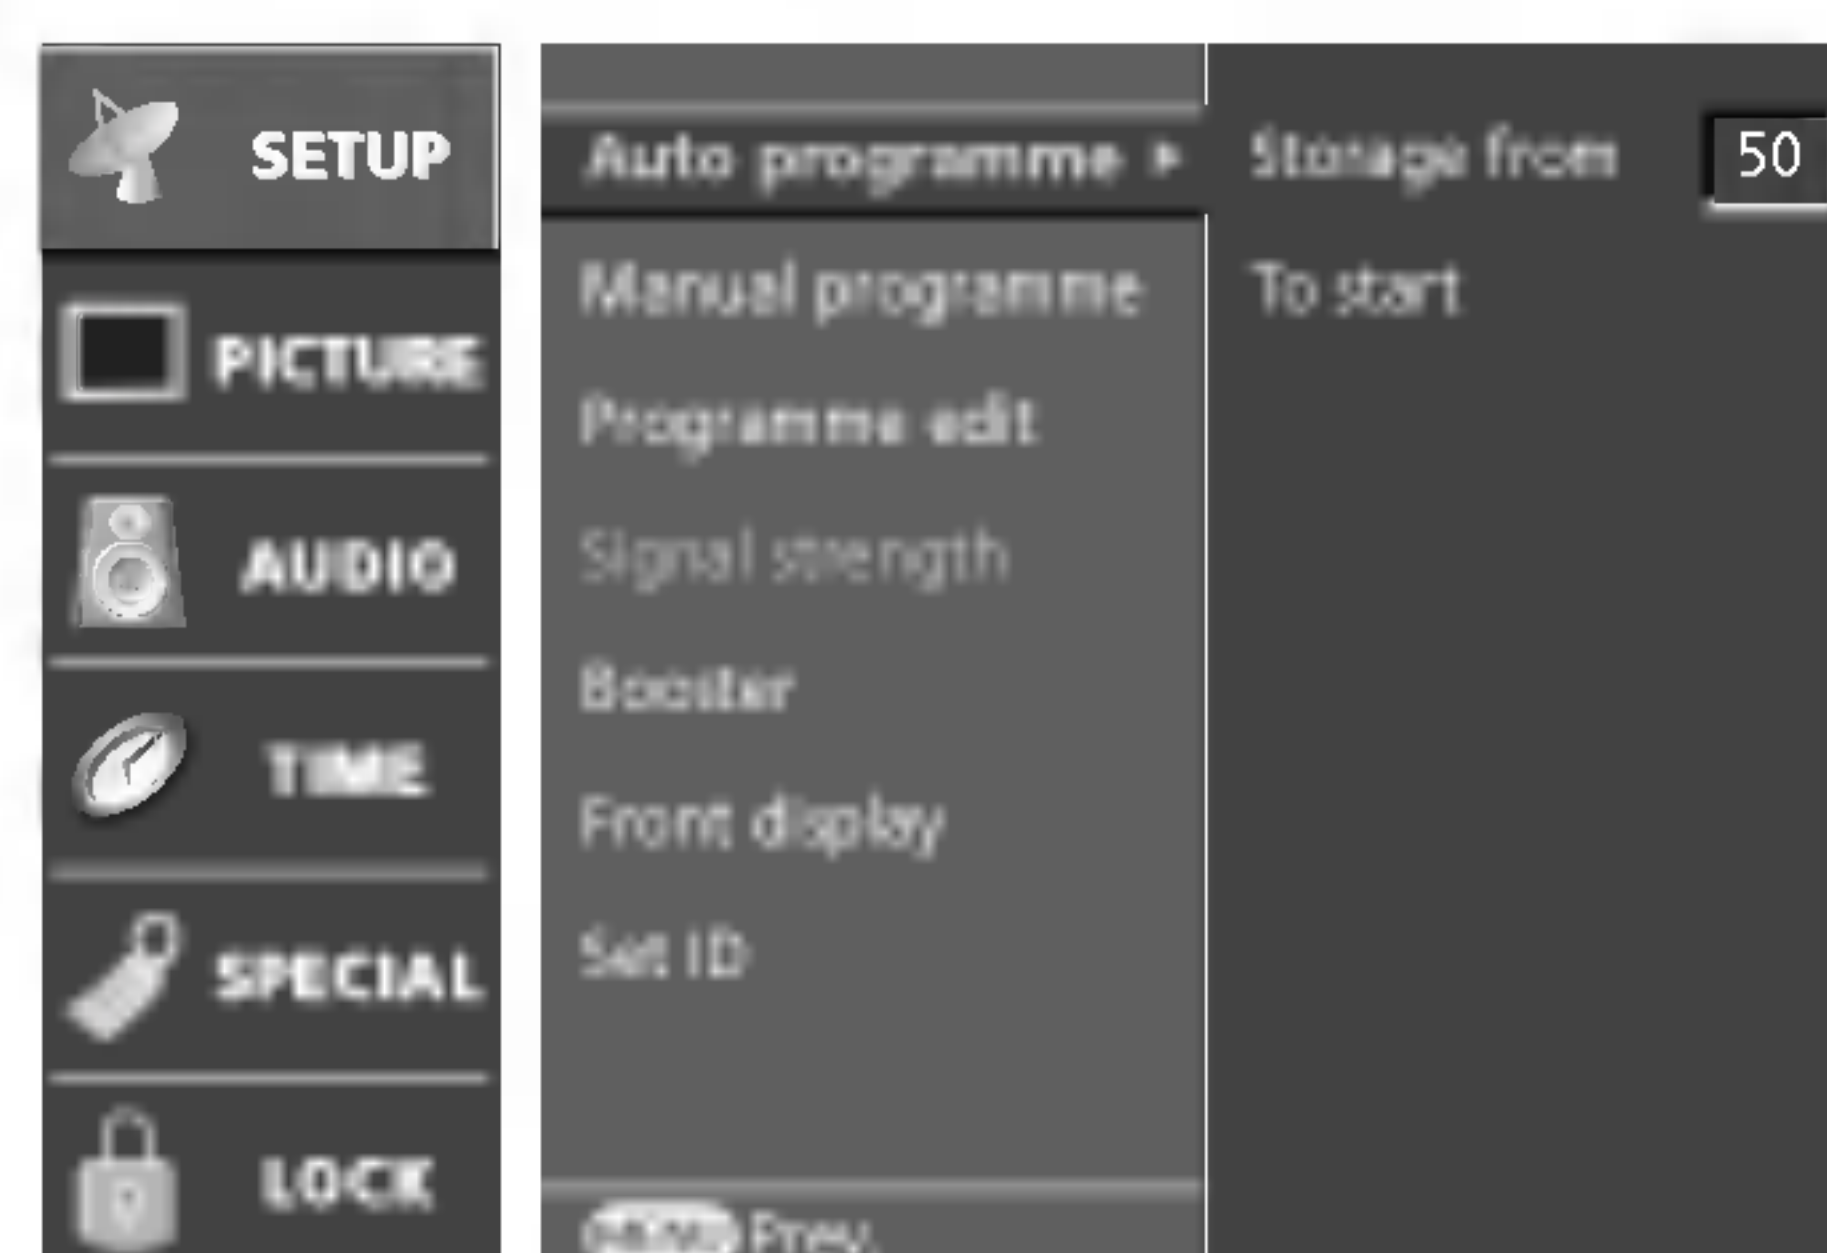 SETUP
PICTURE
AUDIO
TIME
SPECIAL
LOCK
Auto programme
Manual programme
Programme edit
Signal strength
Booster
Front display
Set ID
Prev.
Storage from 50
To start